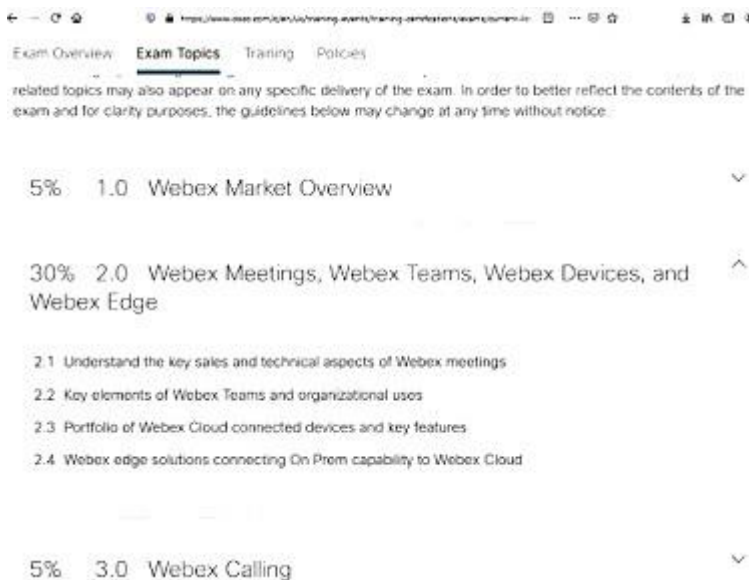 Exam Overview Exam Topics Training Policies
related topics may also appear on any specific delivery of the exam. In order to better reflect the contents of the
exam and for clarity purposes, the guidelines below may change at any time without notice.
5% 1.0 Webex Market Overview
30% 2.0 Webex Meetings, Webex Teams, Webex Devices, and
Webex Edge
2.1 Understand the key sales and technical aspects of Webex meetings
2.2 Key elements of Webex Teams and organizational uses
2.3 Portfolio of Webex Cloud connected devices and key features
2.4 Webex edge solutions connecting On Prem capability to Webex Cloud
5% 3.0 Webex Calling